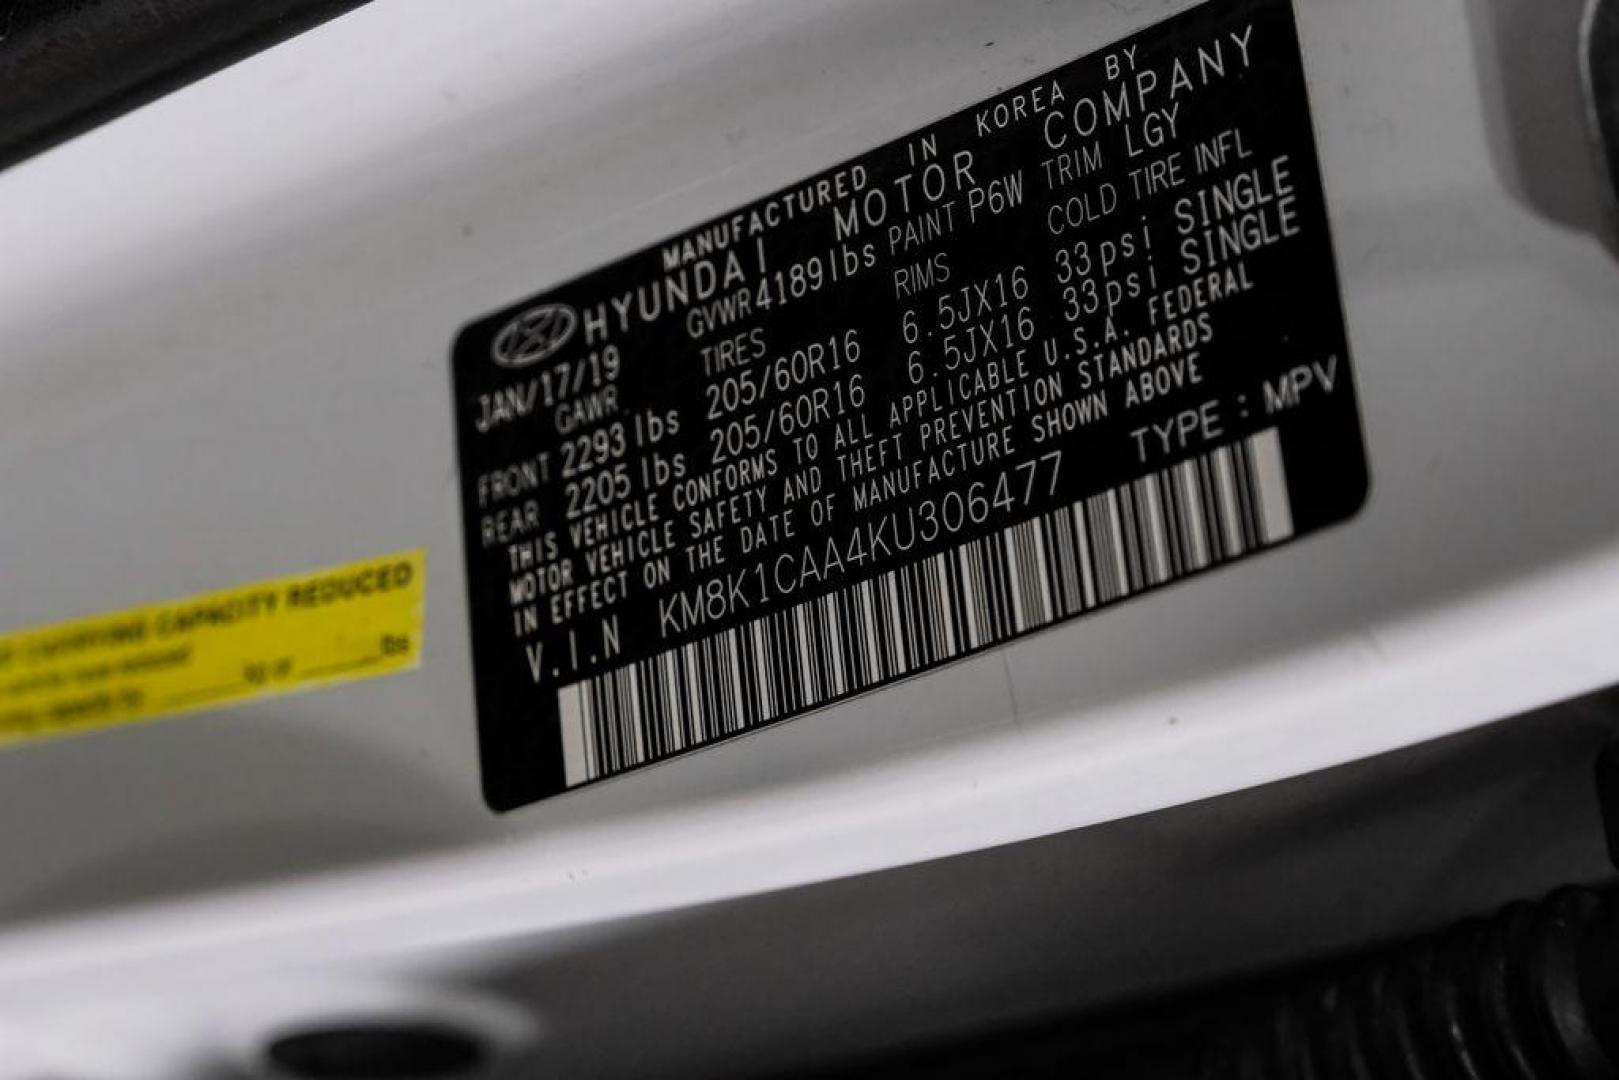 MANUFACTURED IN KOREA BY
HYUNDAI MOTOR COMPANY
JAN/17/19 GVWR 4189 lbs PAINT P6W TRIM LGY
GAWR TIRES RIMS COLD TIRE INFL
FRONT 2293 lbs 205/60R16 6.5JX16 33psi SINGLE
REAR 2205 lbs 205/60R16 6.5JX16 33psi SINGLE
THIS VEHICLE CONFORMS TO ALL APPLICABLE U.S.A. FEDERAL
MOTOR VEHICLE SAFETY AND THEFT PREVENTION STANDARDS
IN EFFECT ON THE DATE OF MANUFACTURE SHOWN ABOVE
V.I.N KM8K1CAA4KU306477 TYPE : MPV
CARRYING CAPACITY REDUCED
kg or lbs